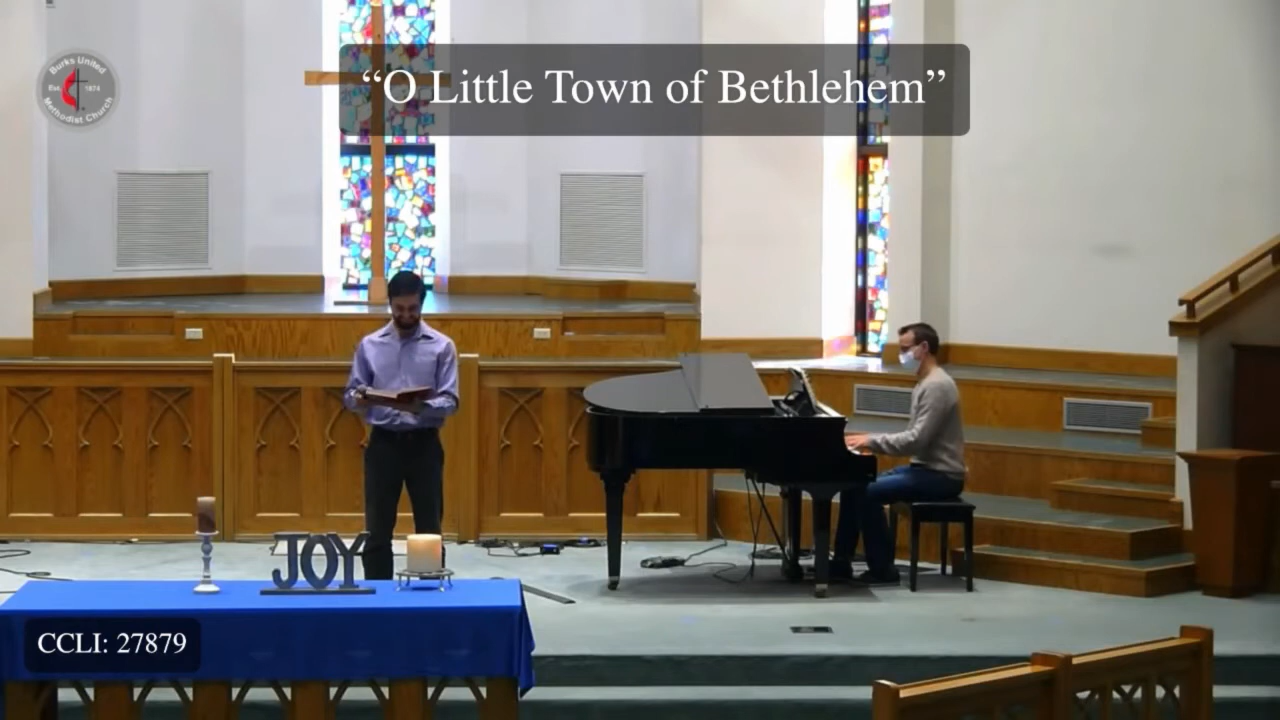 Burks United
Est. 1874
Methodist Church
“O Little Town of Bethlehem”
JOY
CCLI: 27879